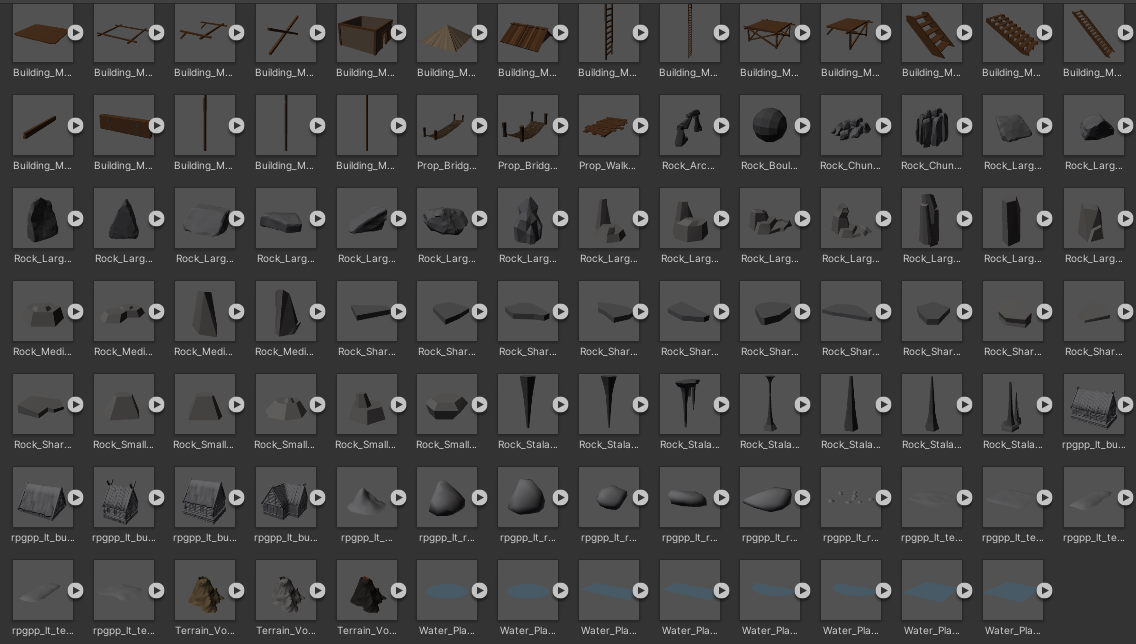 Building_M... Building_M... Building_M... Building_M... Building_M... Building_M... Building_M... Building_M... Building_M... Building_M... Building_M... Building_M... Building_M... Building_M...
Building_M... Building_M... Building_M... Building_M... Building_M... Prop_Bridg... Prop_Bridg... Prop_Walk... Rock_Arc... Rock_Boul... Rock_Chun... Rock_Chun... Rock_Larg... Rock_Larg...
Rock_Larg... Rock_Larg... Rock_Larg... Rock_Larg... Rock_Larg... Rock_Larg... Rock_Larg... Rock_Larg... Rock_Larg... Rock_Larg... Rock_Larg... Rock_Larg... Rock_Larg... Rock_Larg...
Rock_Medi... Rock_Medi... Rock_Medi... Rock_Medi... Rock_Shar... Rock_Shar... Rock_Shar... Rock_Shar... Rock_Shar... Rock_Shar... Rock_Shar... Rock_Shar... Rock_Shar... Rock_Shar...
Rock_Shar... Rock_Small... Rock_Small... Rock_Small... Rock_Small... Rock_Small... Rock_Stala... Rock_Stala... Rock_Stala... Rock_Stala... Rock_Stala... Rock_Stala... Rock_Stala... rpgpp_lt_bu...
rpgpp_lt_bu... rpgpp_lt_bu... rpgpp_lt_bu... rpgpp_lt_bu... rpgpp_lt_... rpgpp_lt_r... rpgpp_lt_r... rpgpp_lt_r... rpgpp_lt_r... rpgpp_lt_r... rpgpp_lt_r... rpgpp_lt_te... rpgpp_lt_te... rpgpp_lt_te...
rpgpp_lt_te... rpgpp_lt_te... Terrain_Vo... Terrain_Vo... Terrain_Vo... Water_Pla... Water_Pla... Water_Pla... Water_Pla... Water_Pla... Water_Pla... Water_Pla... Water_Pla...